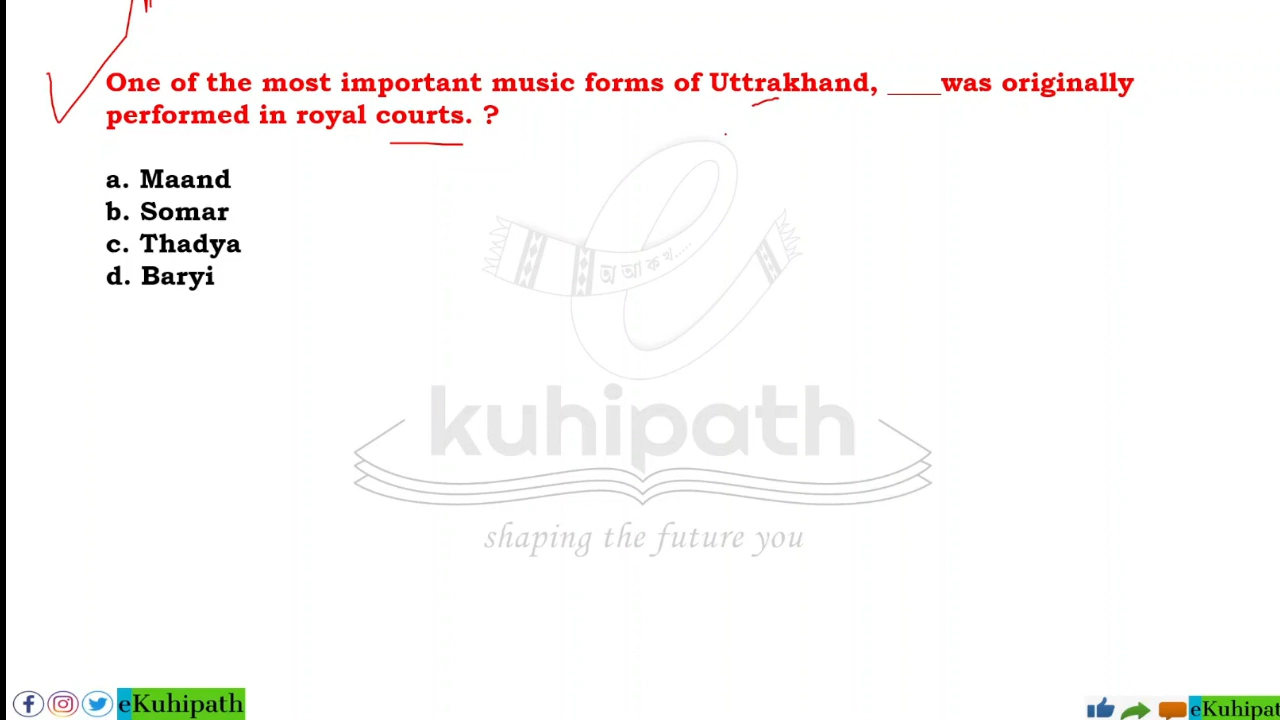 One of the most important music forms of Uttrakhand, ____was originally
performed in royal courts. ?
a. Maand
b. Somar
c. Thadya
d. Baryi
অ আ ক খ.....
kuhipath
shaping the future you
eKuhipath
eKuhipat